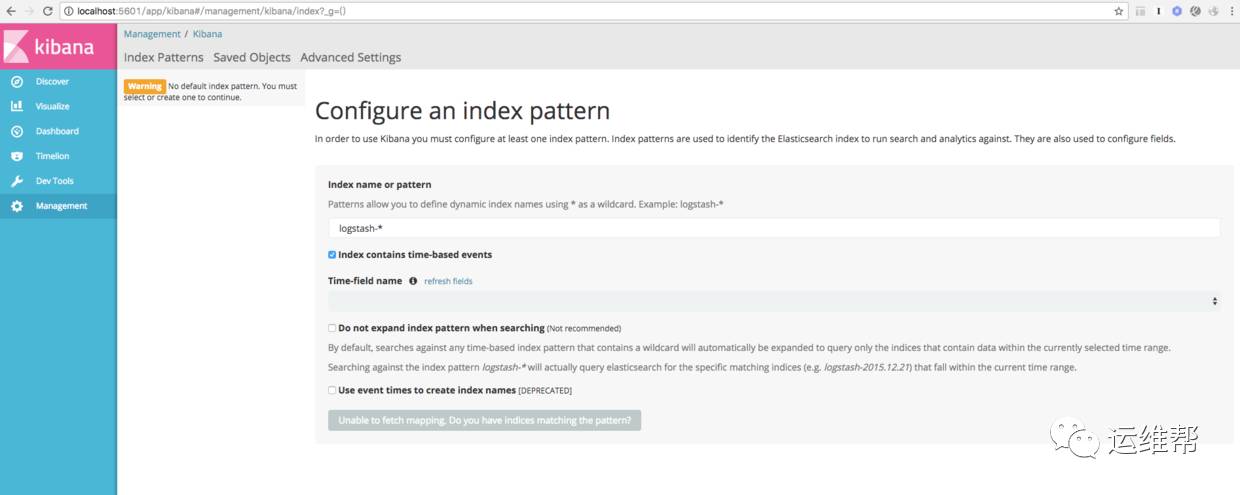 localhost:5601/app/kibana#/management/kibana/index?_g=()
kibana
Discover
Visualize
Dashboard
Timelion
Dev Tools
Management
Management / Kibana
Index Patterns Saved Objects Advanced Settings
Warning No default index pattern. You must
select or create one to continue.
Configure an index pattern
In order to use Kibana you must configure at least one index pattern. Index patterns are used to identify the Elasticsearch index to run search and analytics against. They are also used to configure fields.
Index name or pattern
Patterns allow you to define dynamic index names using * as a wildcard. Example: logstash-*
logstash-*
Index contains time-based events
Time-field name refresh fields
Do not expand index pattern when searching (Not recommended)
By default, searches against any time-based index pattern that contains a wildcard will automatically be expanded to query only the indices that contain data within the currently selected time range.
Searching against the index pattern logstash-* will actually query elasticsearch for the specific matching indices (e.g. logstash-2015.12.21) that fall within the current time range.
Use event times to create index names [DEPRECATED]
Unable to fetch mapping. Do you have indices matching the pattern?
运维帮